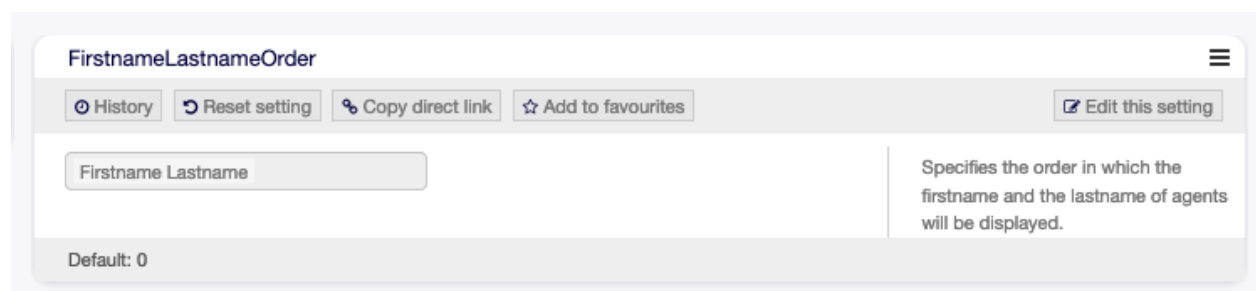 FirstnameLastnameOrder
History Reset setting Copy direct link Add to favourites Edit this setting
Firstname Lastname
Specifies the order in which the
firstname and the lastname of agents
will be displayed.
Default: 0